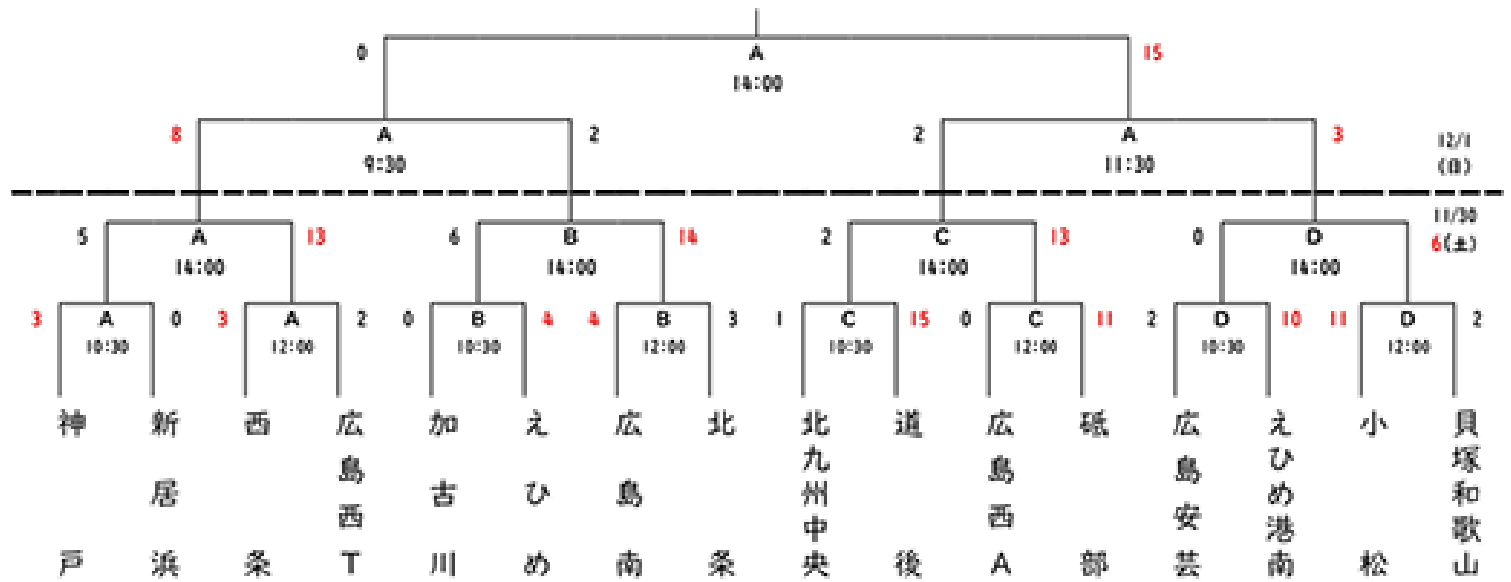 0 A 15
14:00
8 A 2 2 A 3 12/1
9:30 11:30 (日)
5 A 13 6 B 14 2 C 13 0 D 11/30
14:00 14:00 14:00 14:00 6(土)
3 A 0 3 A 2 0 B 4 4 B 3 1 C 15 0 C 11 2 D 10 11 D 2
10:30 12:00 10:30 12:00 10:30 12:00 10:30 12:00
神戸
新居浜
西条
広島西T
加古川
えひめ
広島南
北条
北九州中央
道後
広島西A
砥部
広島安芸
えひめ港南
小松
貝塚和歌山